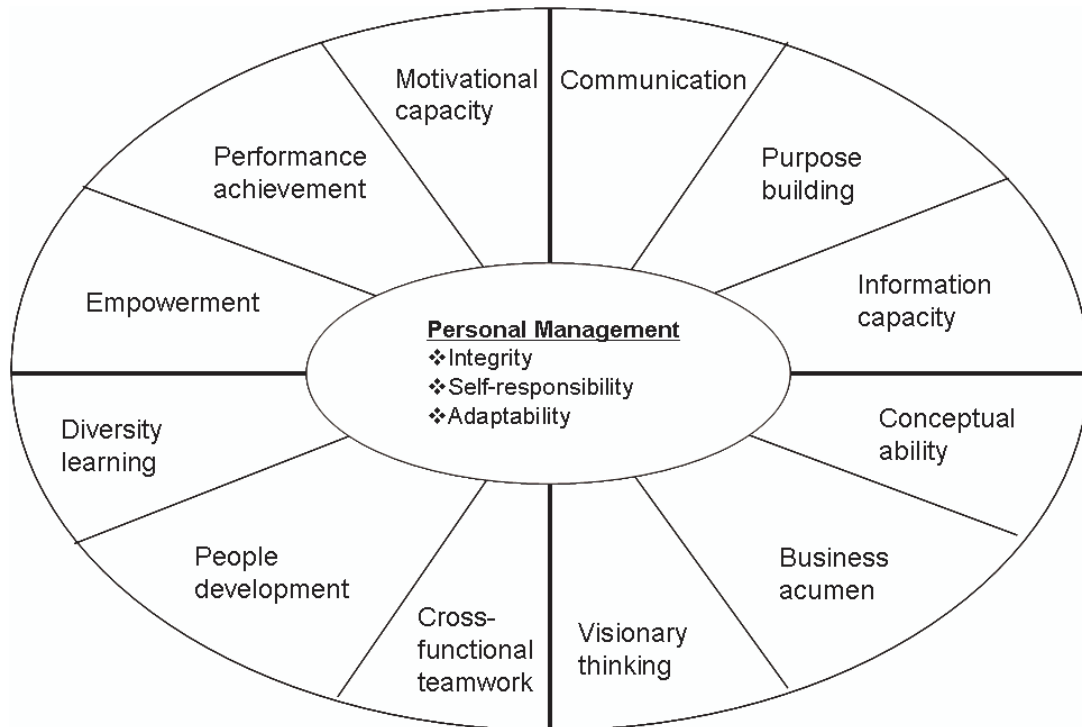 Motivational
capacity
Communication
Purpose
building
Information
capacity
Conceptual
ability
Business
acumen
Visionary
thinking
Cross-
functional
teamwork
People
development
Diversity
learning
Empowerment
Performance
achievement
Personal Management
❖Integrity
❖Self-responsibility
❖Adaptability